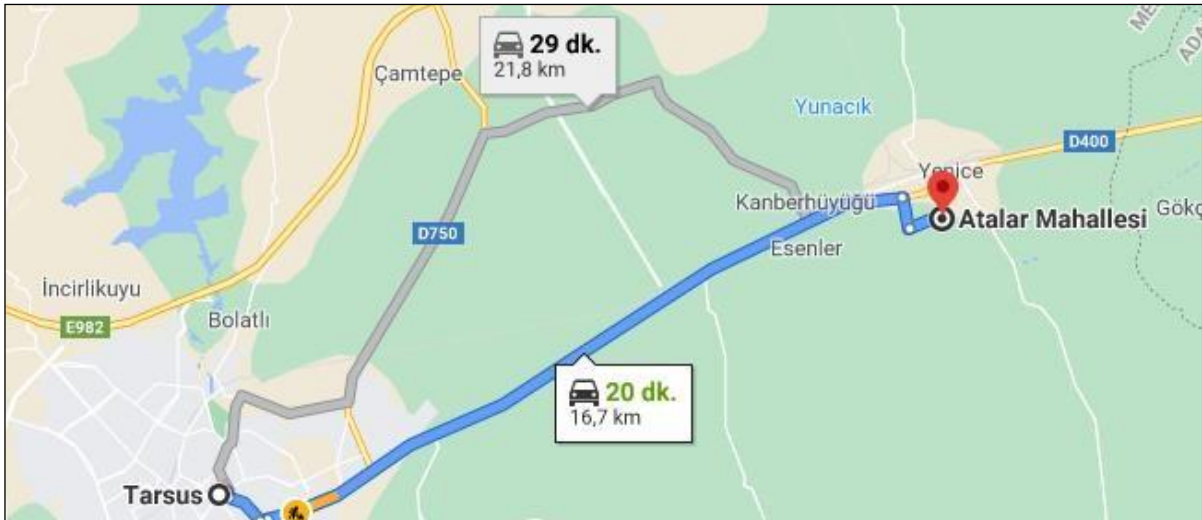 29 dk.
21,8 km
Çamtepe
Yunacık
D400
Yenice
Kanberhüyüğü
Atalar Mahallesi
D750
Esenler
İncirlikuyu
Bolatlı
E982
20 dk.
16,7 km
Tarsus